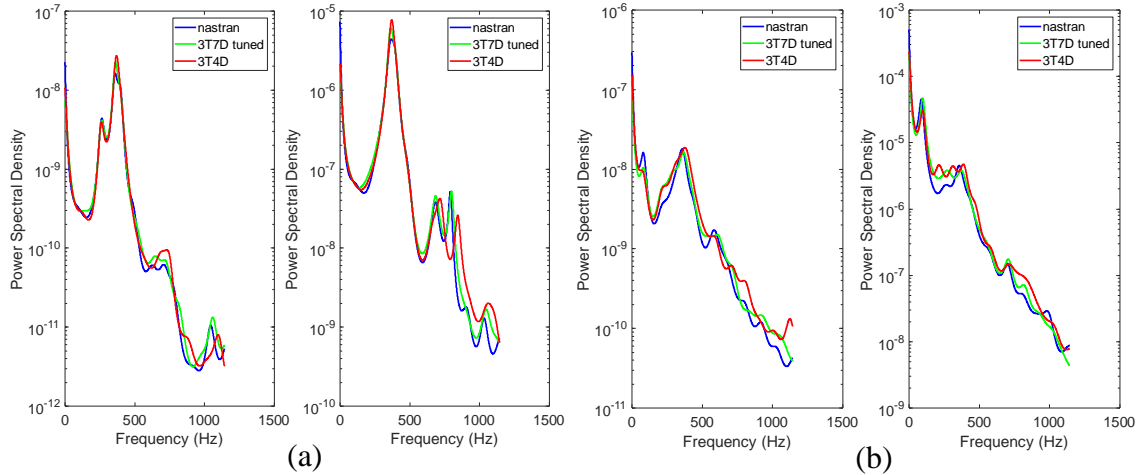 10^-7
10^-8
10^-9
10^-10
10^-11
10^-12
Power Spectral Density
0 500 1000 1500
Frequency (Hz)
nastran
3T7D tuned
3T4D
10^-5
10^-6
10^-7
10^-8
10^-9
10^-10
Power Spectral Density
0 500 1000 1500
Frequency (Hz)
nastran
3T7D tuned
3T4D
(a)
10^-6
10^-7
10^-8
10^-9
10^-10
10^-11
Power Spectral Density
0 500 1000 1500
Frequency (Hz)
nastran
3T7D tuned
3T4D
10^-3
10^-4
10^-5
10^-6
10^-7
10^-8
10^-9
Power Spectral Density
0 500 1000 1500
Frequency (Hz)
nastran
3T7D tuned
3T4D
(b)